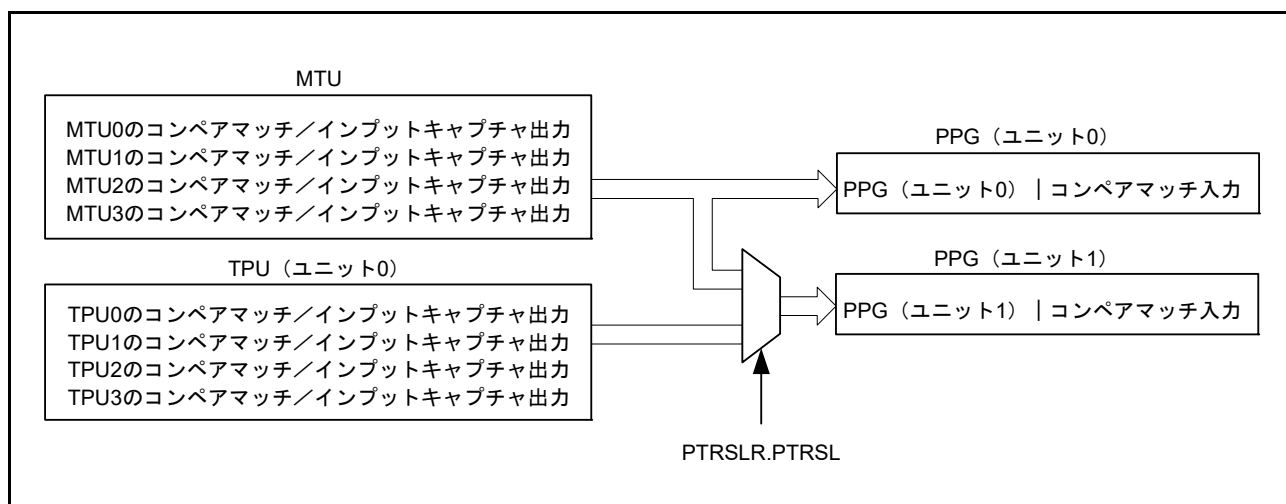 MTU
MTU0のコンペアマッチ／インプットキャプチャ出力
MTU1のコンペアマッチ／インプットキャプチャ出力
MTU2のコンペアマッチ／インプットキャプチャ出力
MTU3のコンペアマッチ／インプットキャプチャ出力
TPU（ユニット0）
TPU0のコンペアマッチ／インプットキャプチャ出力
TPU1のコンペアマッチ／インプットキャプチャ出力
TPU2のコンペアマッチ／インプットキャプチャ出力
TPU3のコンペアマッチ／インプットキャプチャ出力
PTRSLR.PTRSL
PPG（ユニット0）
PPG（ユニット0）｜コンペアマッチ入力
PPG（ユニット1）
PPG（ユニット1）｜コンペアマッチ入力